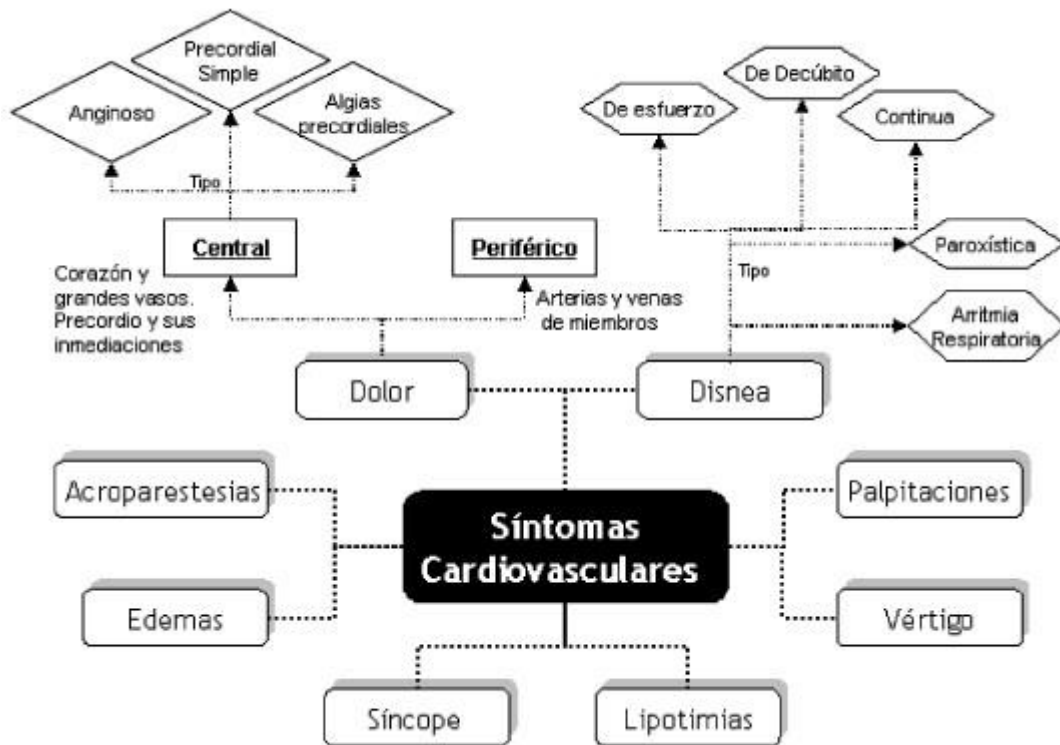 Precordial
Simple
Anginoso
Algias
precordiales
Tipo
De Decúbito
De esfuerzo
Continua
Paroxística
Tipo
Arritmia
Respiratoria
Central
Periférico
Corazón y
grandes vasos.
Precordio y sus
inmediaciones
Arterias y venas
de miembros
Dolor
Disnea
Acroparestesias
Palpitaciones
Síntomas
Cardiovasculares
Edemas
Vértigo
Síncope
Lipotimias